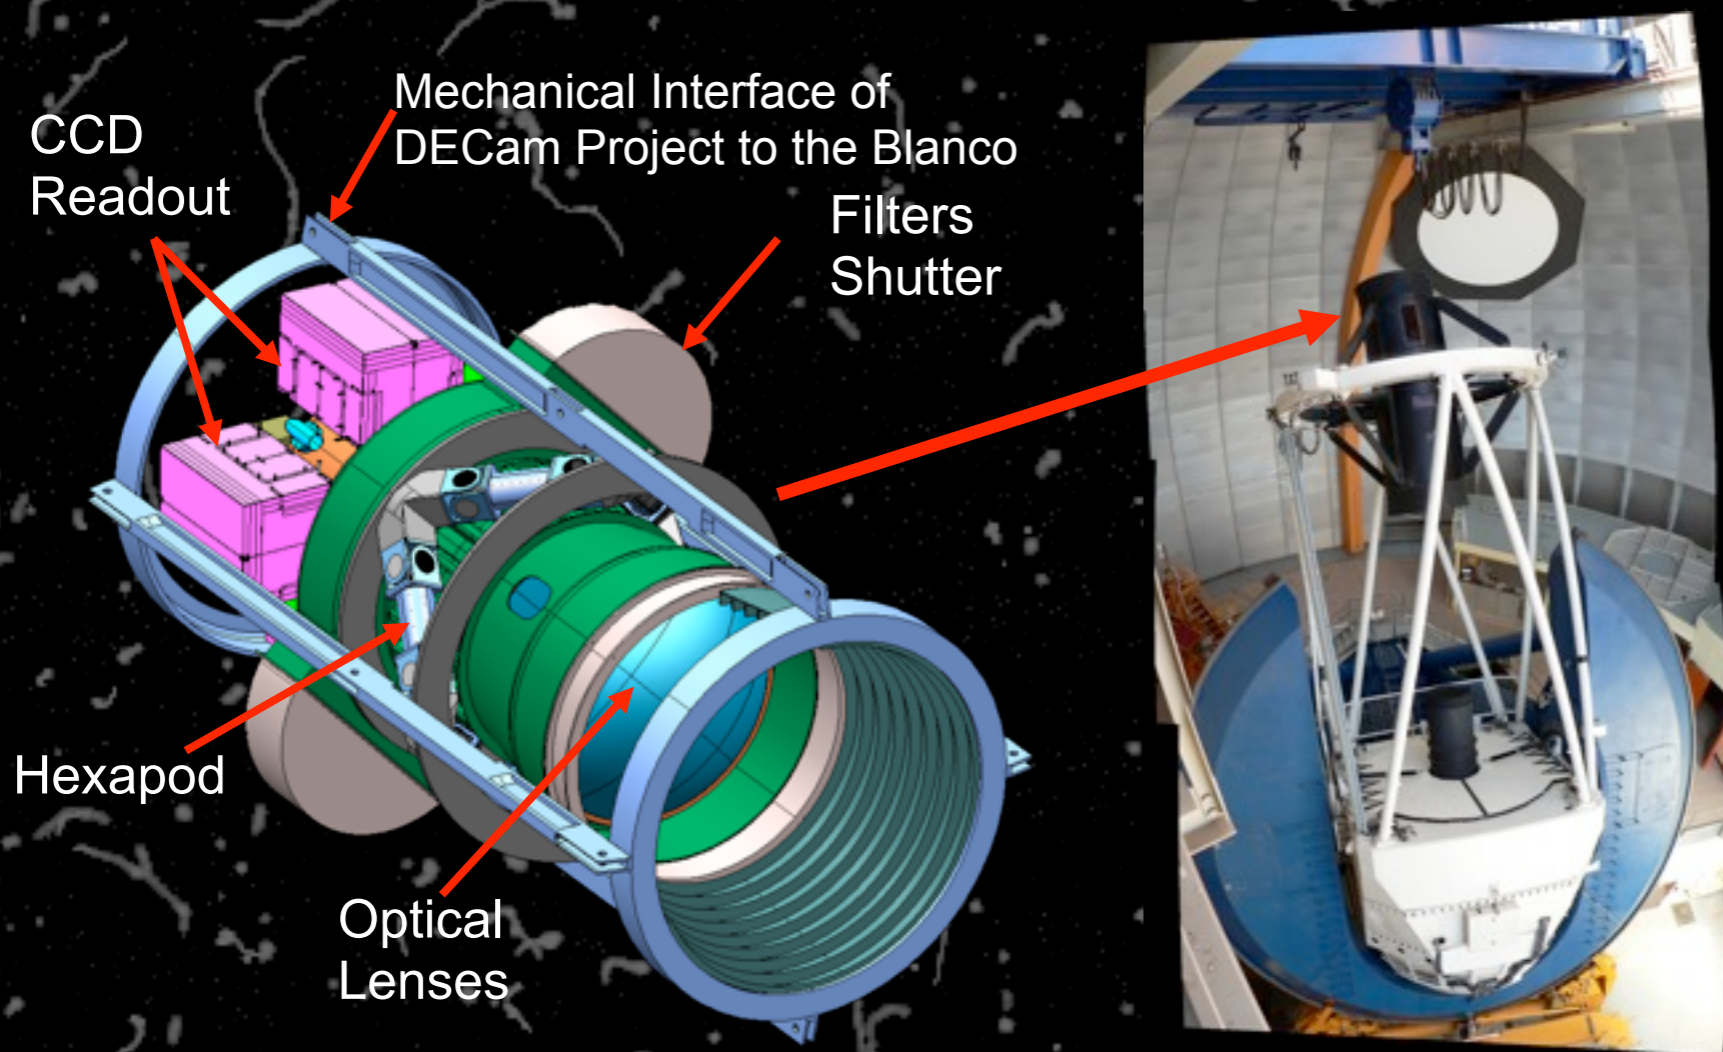 Mechanical Interface of
DECam Project to the Blanco
CCD
Readout
Filters
Shutter
Hexapod
Optical
Lenses